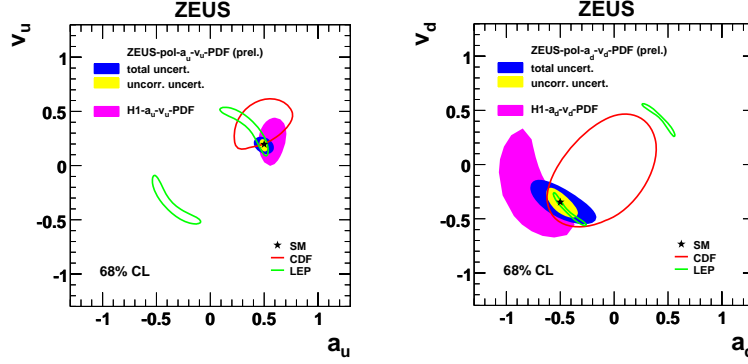 ZEUS
v_u
ZEUS-pol-a_u-v_u-PDF (prel.)
total uncert.
uncorr. uncert.
H1-a_u-v_u-PDF
1
0.5
0
-0.5
-1
SM
CDF
LEP
68% CL
-1 -0.5 0 0.5 1
a_u
ZEUS
v_d
ZEUS-pol-a_d-v_d-PDF (prel.)
total uncert.
uncorr. uncert.
H1-a_d-v_d-PDF
1
0.5
0
-0.5
-1
SM
CDF
LEP
68% CL
-1 -0.5 0 0.5 1